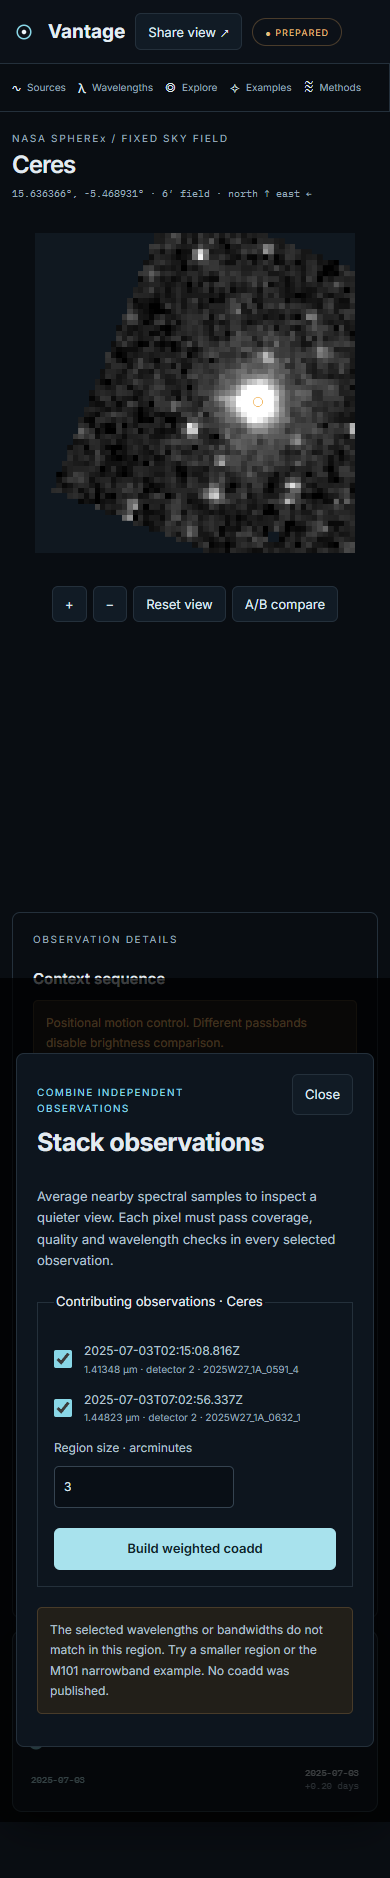 Vantage
Share view ↗
● PREPARED
Sources
λ Wavelengths
Explore
Examples
Methods
NASA SPHEREx / FIXED SKY FIELD
Ceres
15.636366°, -5.468931° · 6′ field · north ↑ east ←
+
−
Reset view
A/B compare
OBSERVATION DETAILS
Context sequence
Positional motion control. Different passbands
disable brightness comparison.
COMBINE INDEPENDENT
OBSERVATIONS
Close
Stack observations
Average nearby spectral samples to inspect a
quieter view. Each pixel must pass coverage,
quality and wavelength checks in every selected
observation.
Contributing observations · Ceres
2025-07-03T02:15:08.816Z
1.41348 μm · detector 2 · 2025W27_1A_0591_4
2025-07-03T07:02:56.337Z
1.44823 μm · detector 2 · 2025W27_1A_0632_1
Region size · arcminutes
3
Build weighted coadd
The selected wavelengths or bandwidths do not
match in this region. Try a smaller region or the
M101 narrowband example. No coadd was
published.
2025-07-03
2025-07-03
+0.20 days